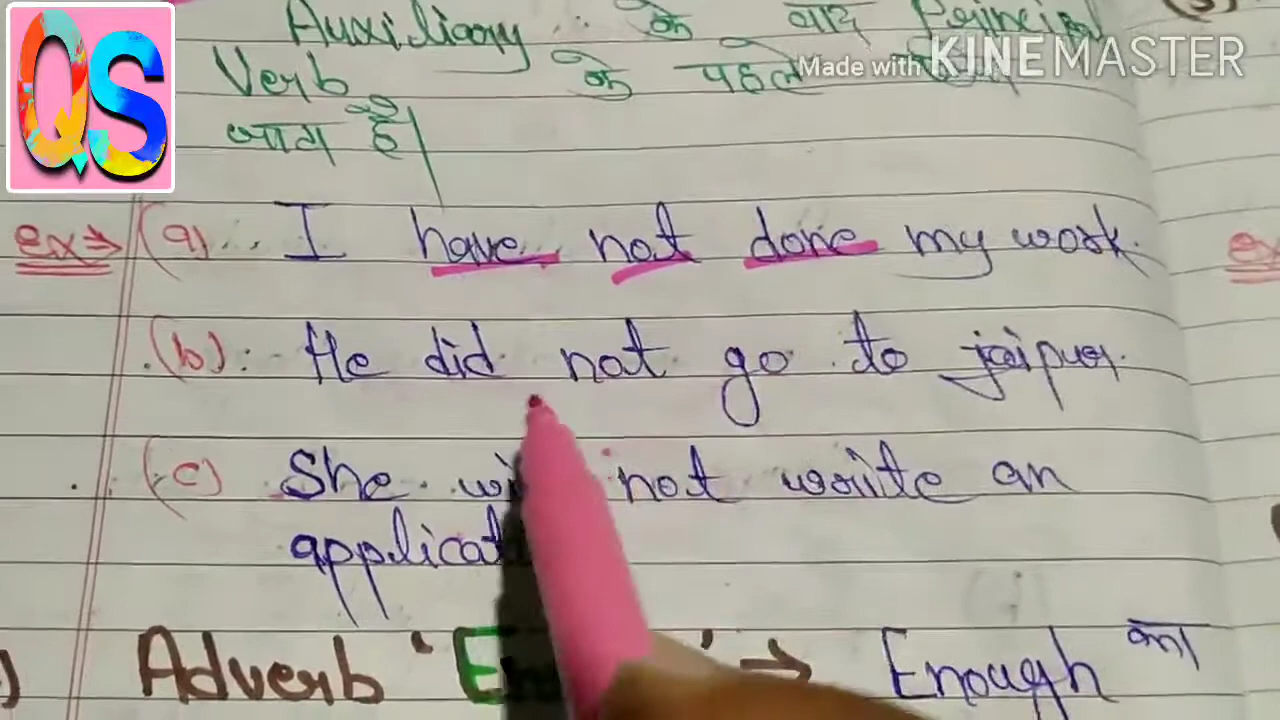 Auxiliary के बाद Principal
Made with KINEMASTER
QS
Verb के पहले
जाता है।
ex⇒ (a) I have not done my work.
(b) He did not go to jaipur.
(c) She not write an
Adverb ' ' → Enough का